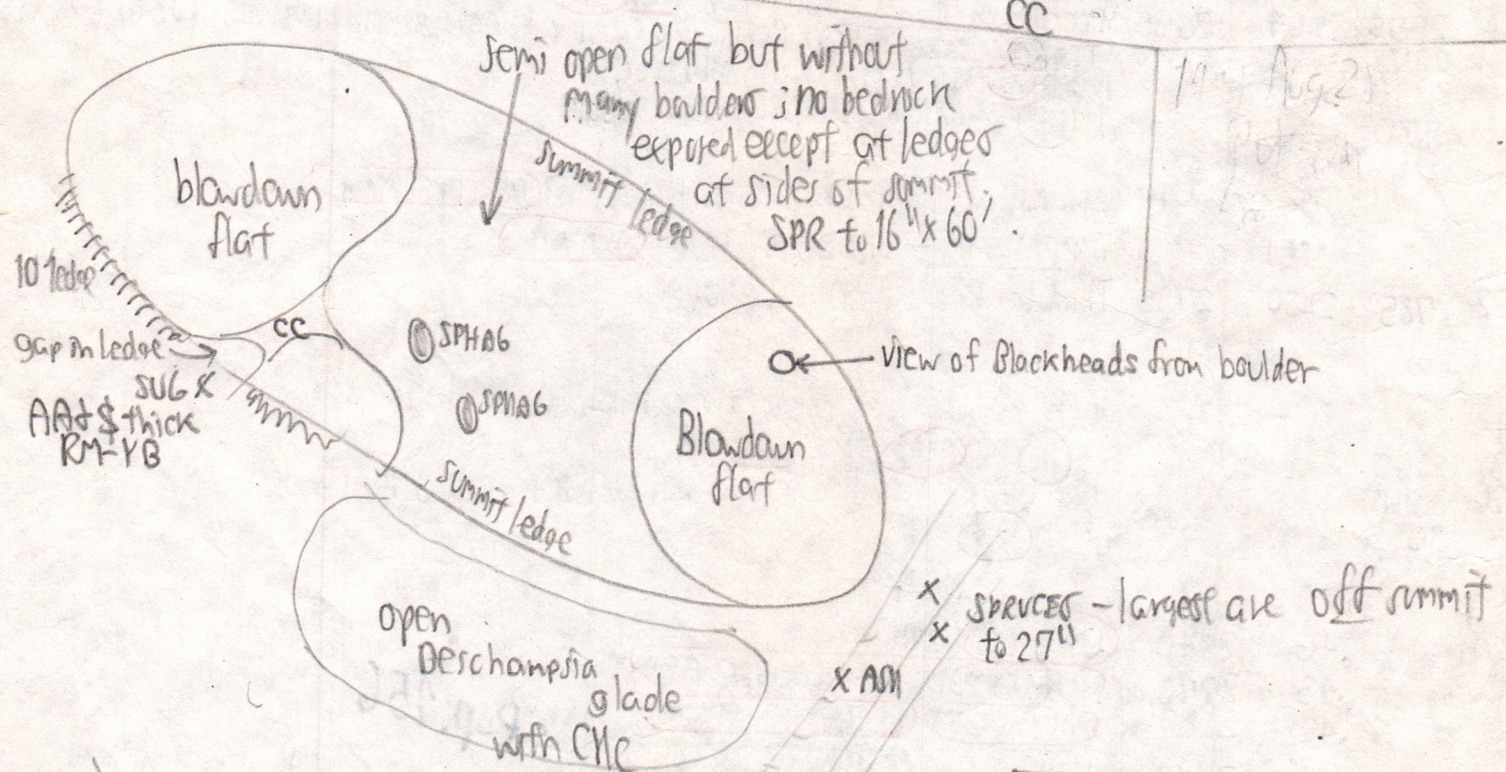 CC
semi open flat but without
many boulders ; no bedrock
exposed except at ledges
at sides of summit.
SPR to 16" x 60'.
summit ledge
blowdown
flat
10' ledge
CC
gap in ledge
SUG X
RM-YB
SPHAG
SPHAG
view of Blackheads from boulder
Blowdown
flat
summit ledge
open
Deschampsia
glade
with CMC
X
X
SPRUCES - largest are off summit
to 27"
X ASH
Aug 21